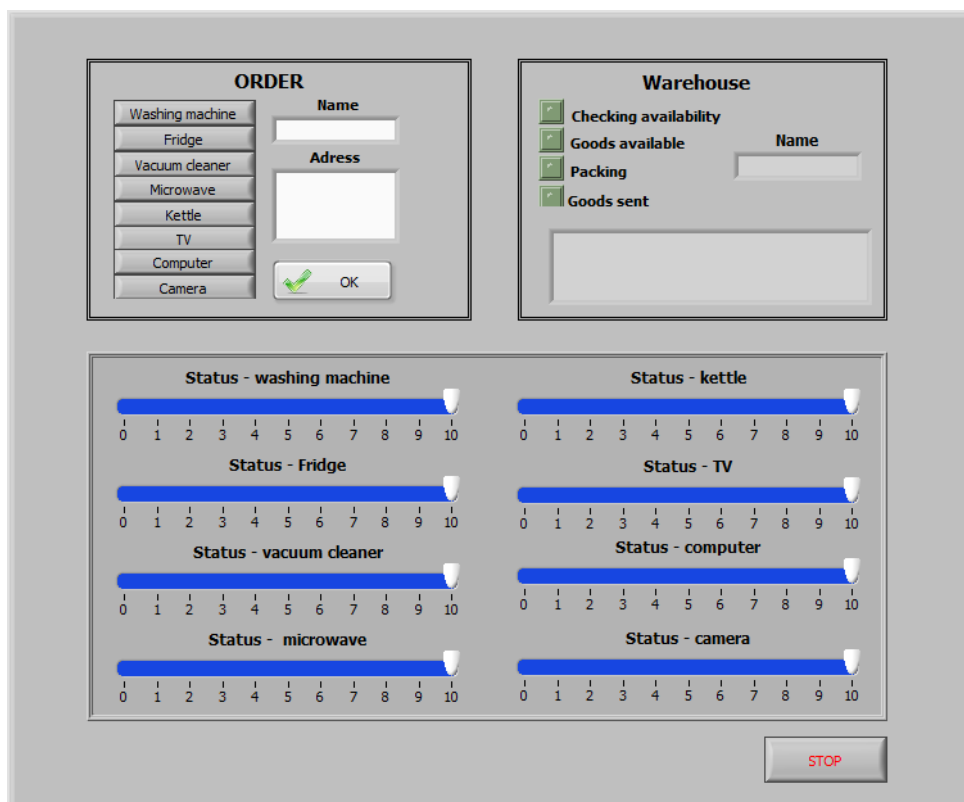 ORDER
Washing machine
Fridge
Vacuum cleaner
Microwave
Kettle
TV
Computer
Camera
Name
Adress
OK
Warehouse
Checking availability
Goods available
Packing
Goods sent
Name
Status - washing machine
0 1 2 3 4 5 6 7 8 9 10
Status - Fridge
0 1 2 3 4 5 6 7 8 9 10
Status - vacuum cleaner
0 1 2 3 4 5 6 7 8 9 10
Status - microwave
0 1 2 3 4 5 6 7 8 9 10
Status - kettle
0 1 2 3 4 5 6 7 8 9 10
Status - TV
0 1 2 3 4 5 6 7 8 9 10
Status - computer
0 1 2 3 4 5 6 7 8 9 10
Status - camera
0 1 2 3 4 5 6 7 8 9 10
STOP